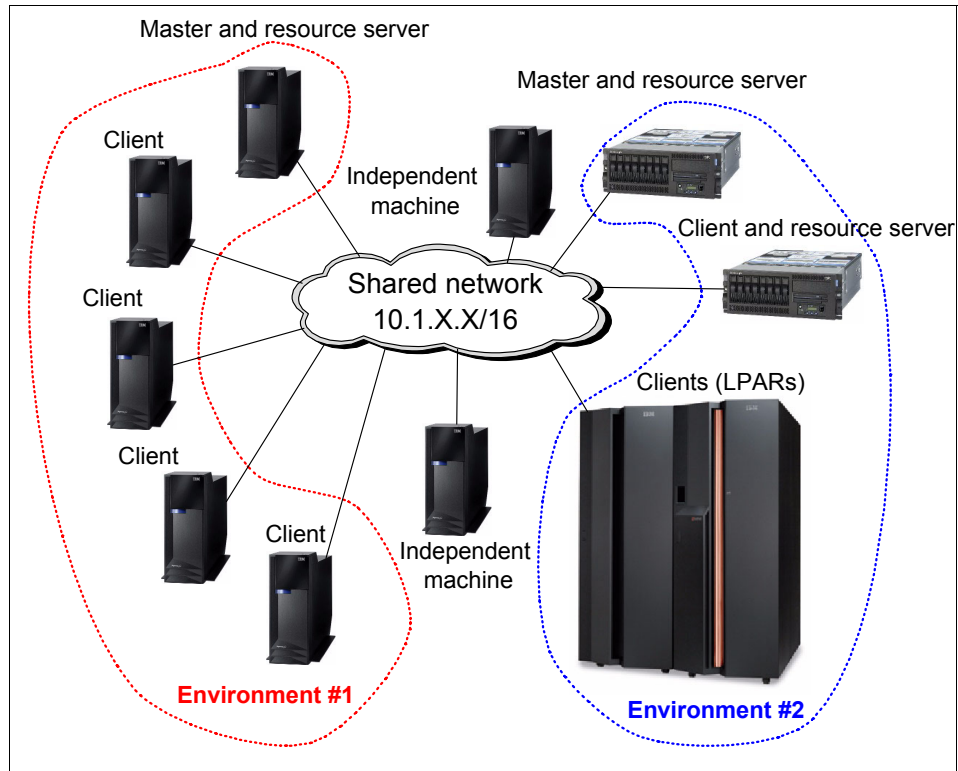 Master and resource server
Master and resource server
Client
Independent
machine
Client and resource server
Shared network
10.1.X.X/16
Client
Clients (LPARs)
Client
Client
Independent
machine
Environment #1
Environment #2